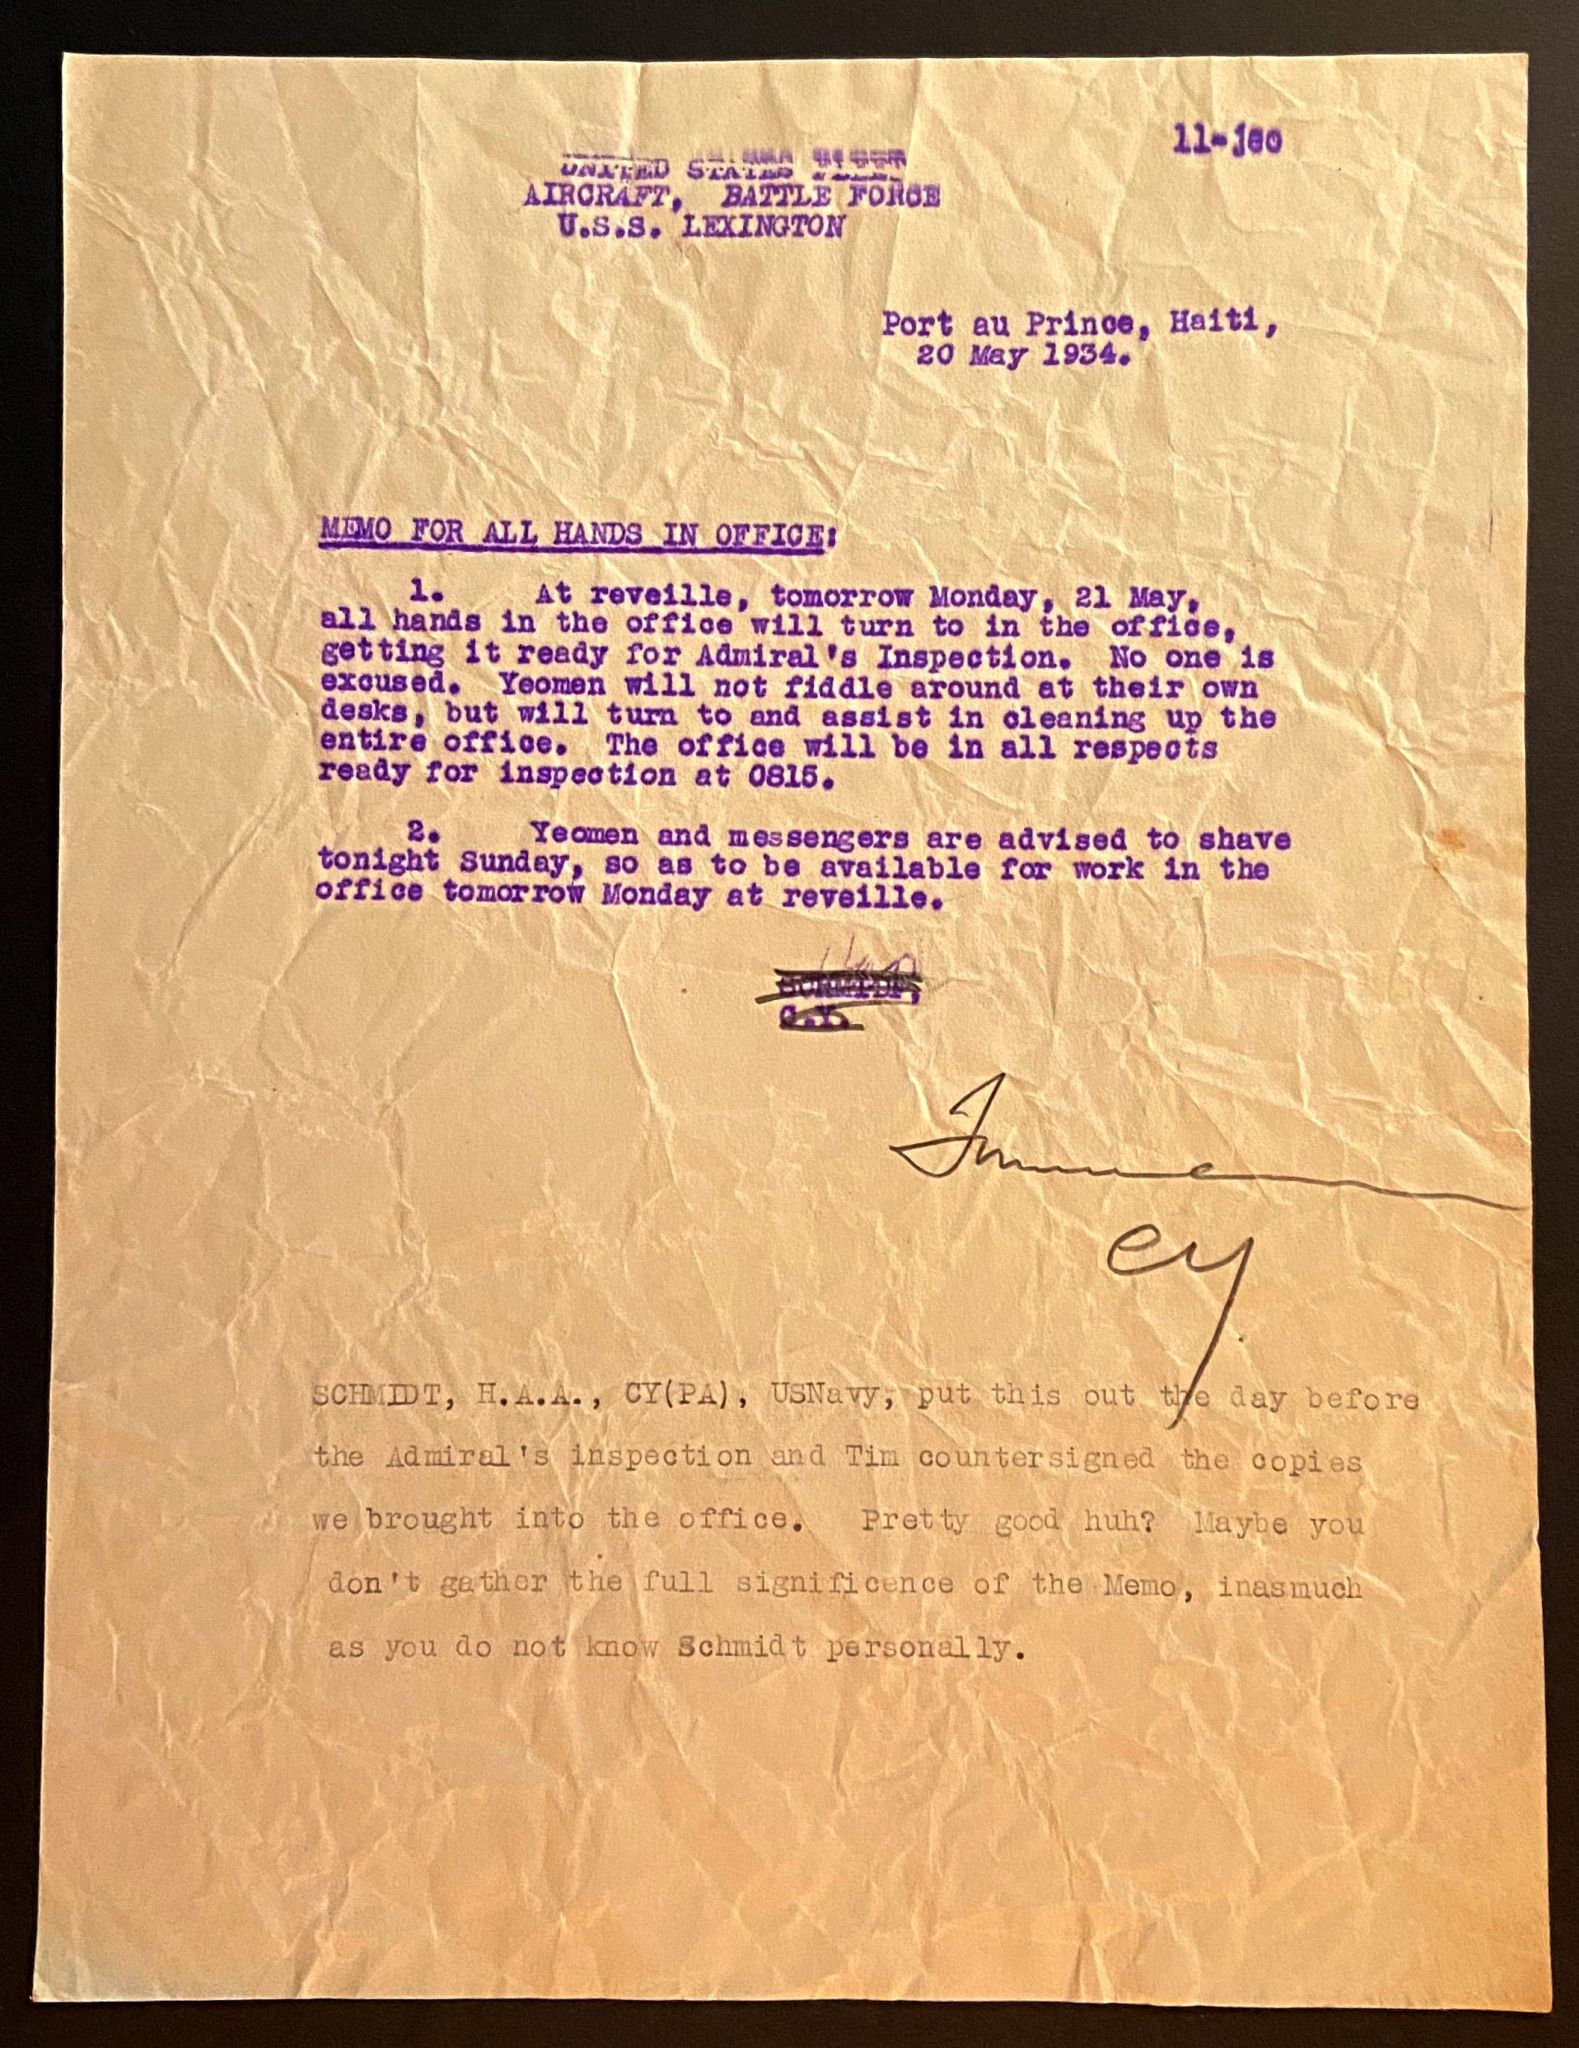 11-jeo
UNITED STATES FLEET
AIRCRAFT, BATTLE FORCE
U.S.S. LEXINGTON
Port au Prince, Haiti,
20 May 1934.
MEMO FOR ALL HANDS IN OFFICE:
1. At reveille, tomorrow Monday, 21 May,
all hands in the office will turn to in the office,
getting it ready for Admiral's Inspection. No one is
excused. Yeomen will not fiddle around at their own
desks, but will turn to and assist in cleaning up the
entire office. The office will be in all respects
ready for inspection at 0815.
2. Yeomen and messengers are advised to shave
tonight Sunday, so as to be available for work in the
office tomorrow Monday at reveille.
SCHMIDT,
C.Y.
CY
SCHMIDT, H.A.A., CY(PA), USNavy, put this out the day before
the Admiral's inspection and Tim countersigned the copies
we brought into the office. Pretty good huh? Maybe you
don't gather the full significence of the Memo, inasmuch
as you do not know Schmidt personally.